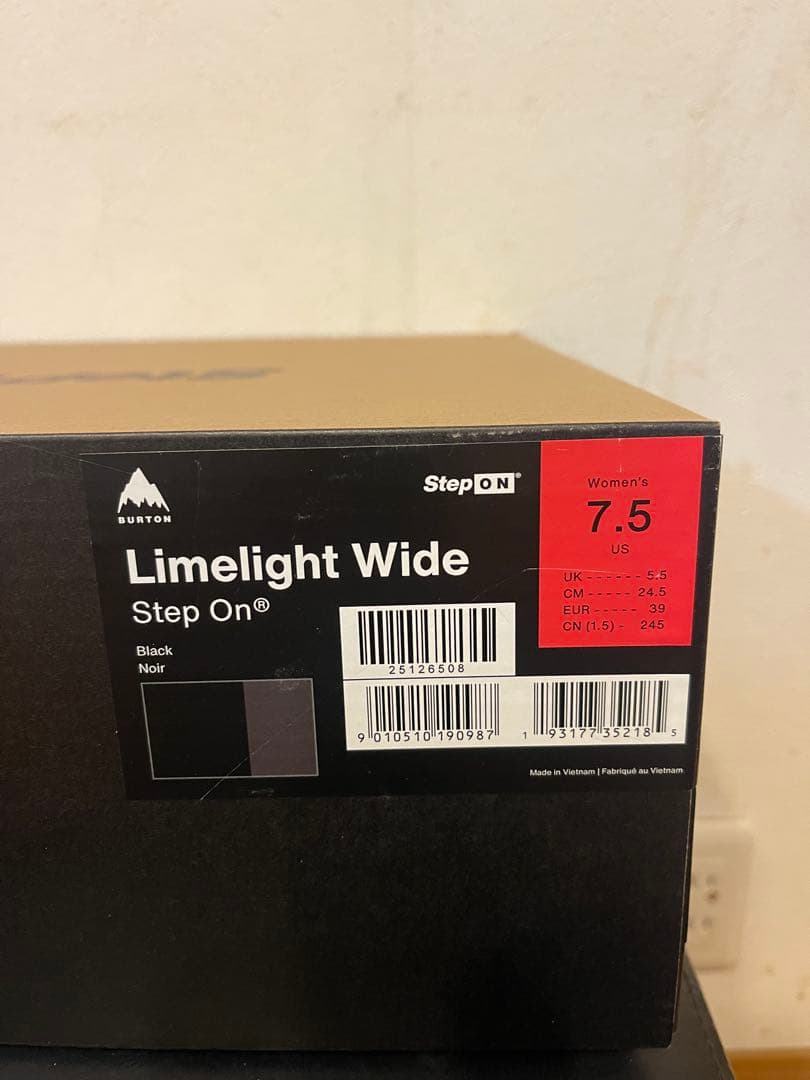 BURTON
StepON®
Limelight Wide
Step On®
Black
Noir
Women's
7.5
US
UK ------ 5.5
CM ----- 24.5
EUR ----- 39
CN (1.5) - 245
25126508
9 010510 190987
1 93177 35218 5
Made in Vietnam | Fabriqué au Vietnam